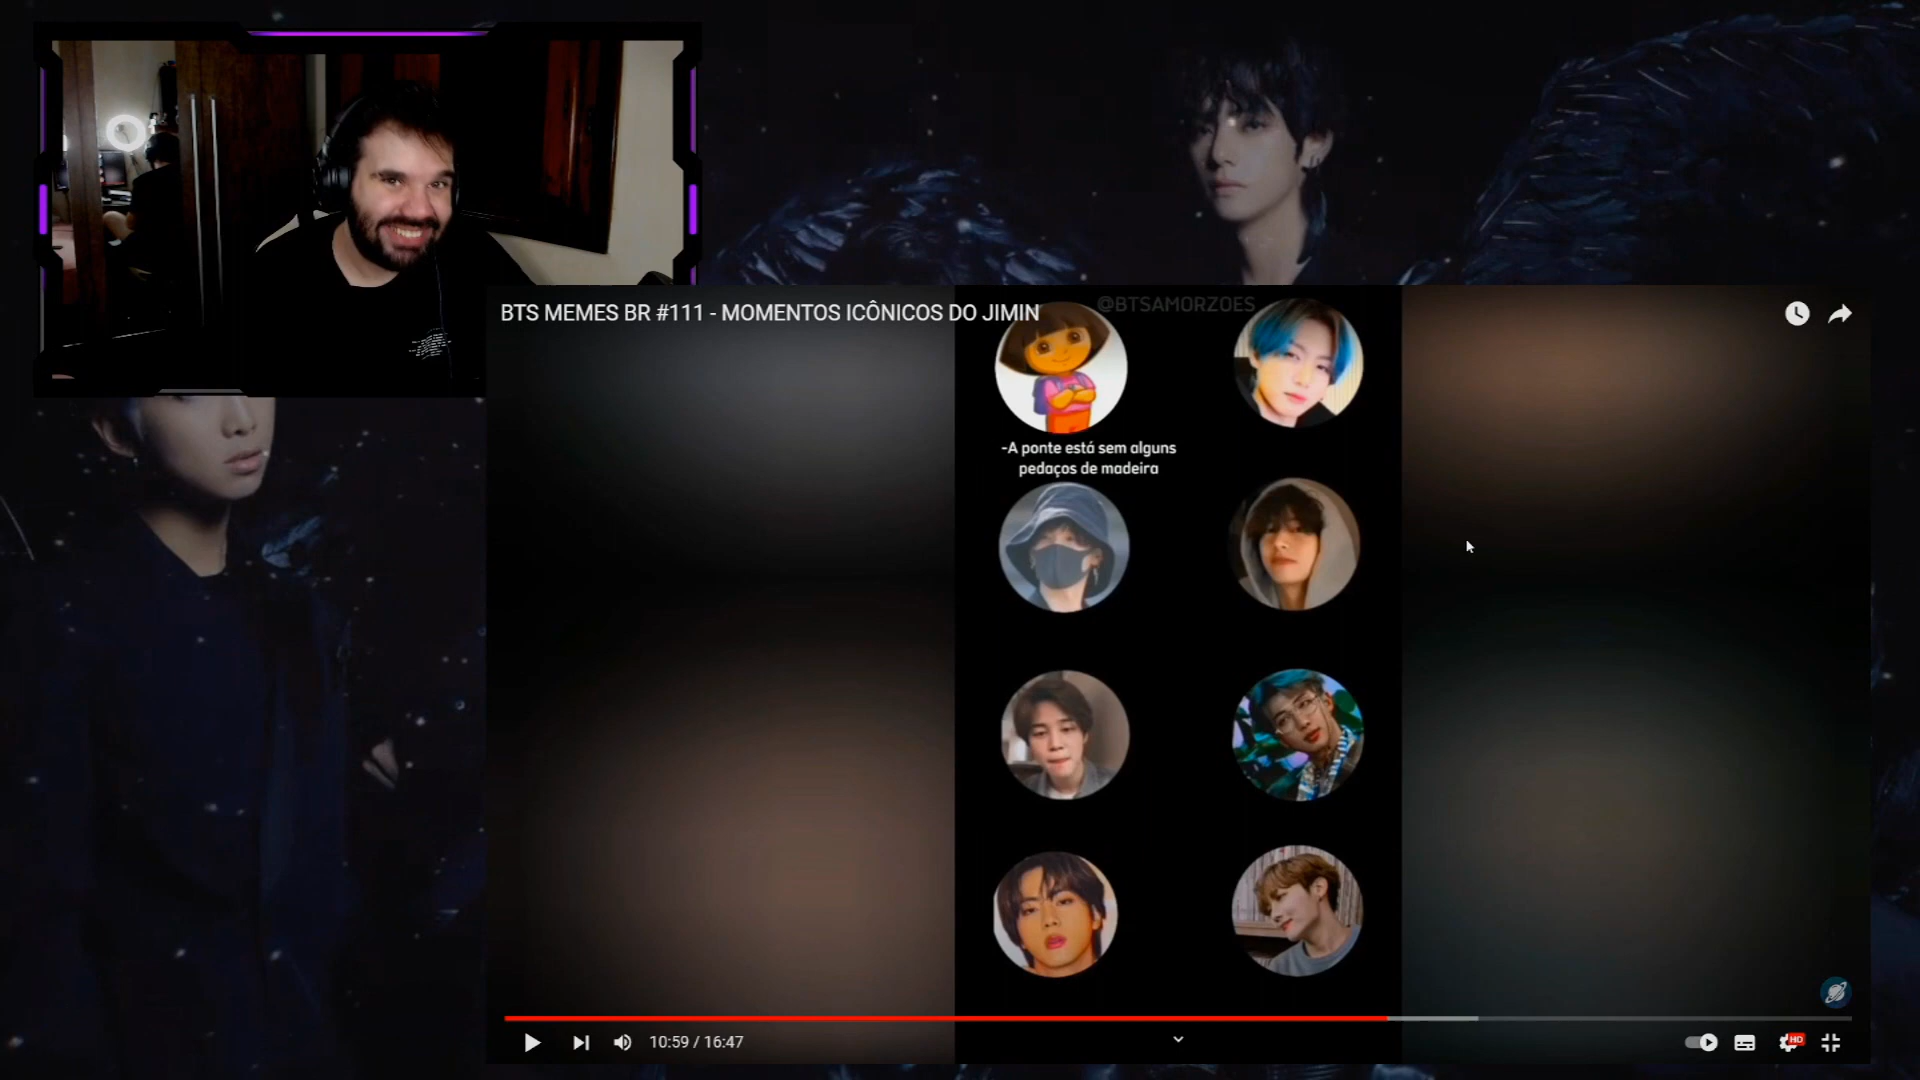 BTS MEMES BR #111 - MOMENTOS ICÔNICOS DO JIMIN
@BTSAMORZOES
-A ponte está sem alguns
pedaços de madeira
10:59 / 16:47
HD